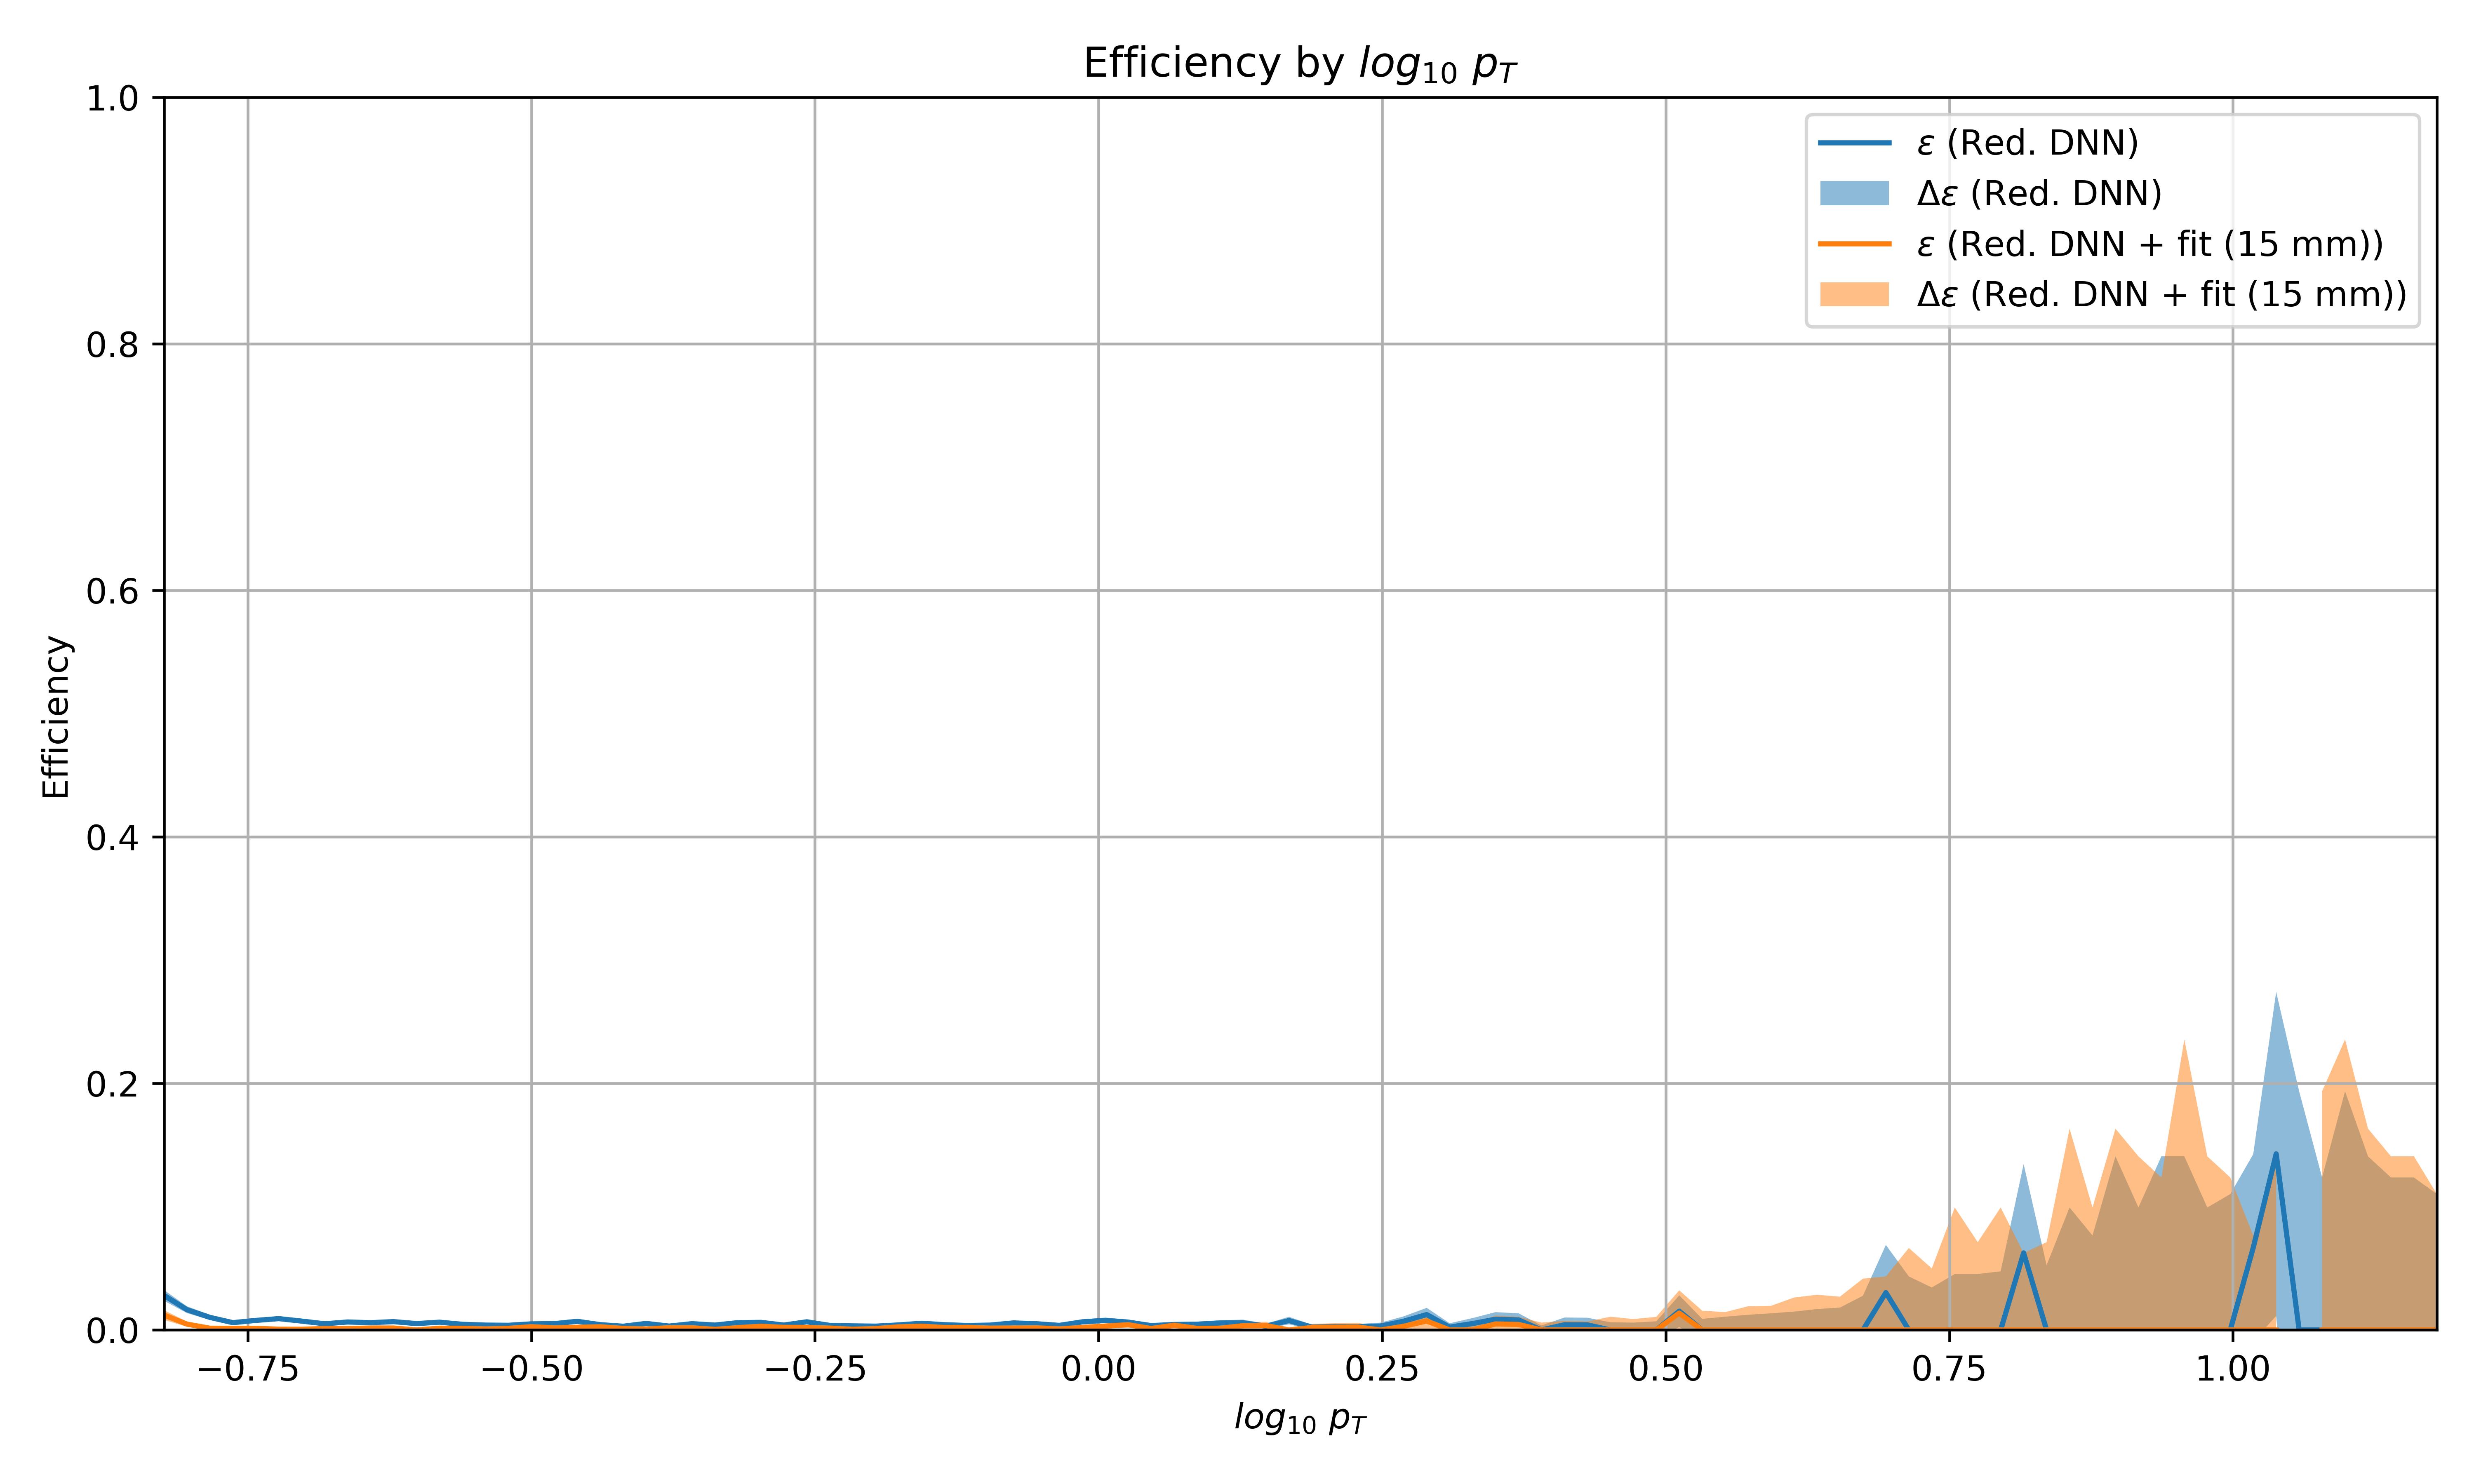 Efficiency by log₁₀ p_T
1.0
0.8
0.6
0.4
0.2
0.0
Efficiency
ε (Red. DNN)
Δε (Red. DNN)
ε (Red. DNN + fit (15 mm))
Δε (Red. DNN + fit (15 mm))
−0.75 −0.50 −0.25 0.00 0.25 0.50 0.75 1.00
log₁₀ p_T